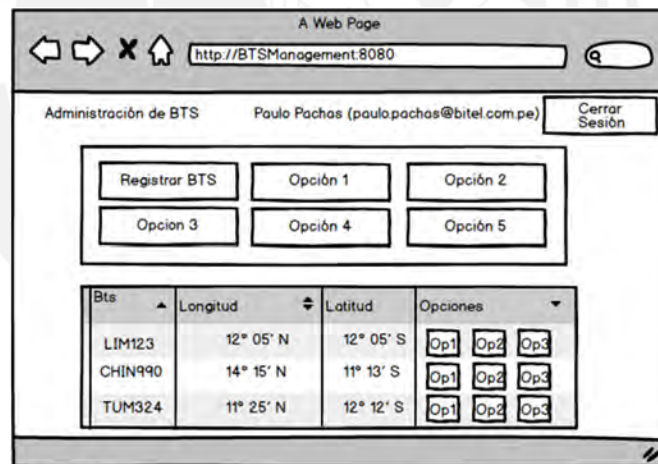 A Web Page
http://BTSManagement:8080
Administración de BTS Paulo Pachas (paulo.pachas@bitel.com.pe) Cerrar
Sesión
Registrar BTS Opción 1 Opción 2
Opcion 3 Opción 4 Opción 5
Bts Longitud Latitud Opciones
LIM123 12° 05' N 12° 05' S Op1 Op2 Op3
CHIN990 14° 15' N 11° 13' S Op1 Op2 Op3
TUM324 11° 25' N 12° 12' S Op1 Op2 Op3